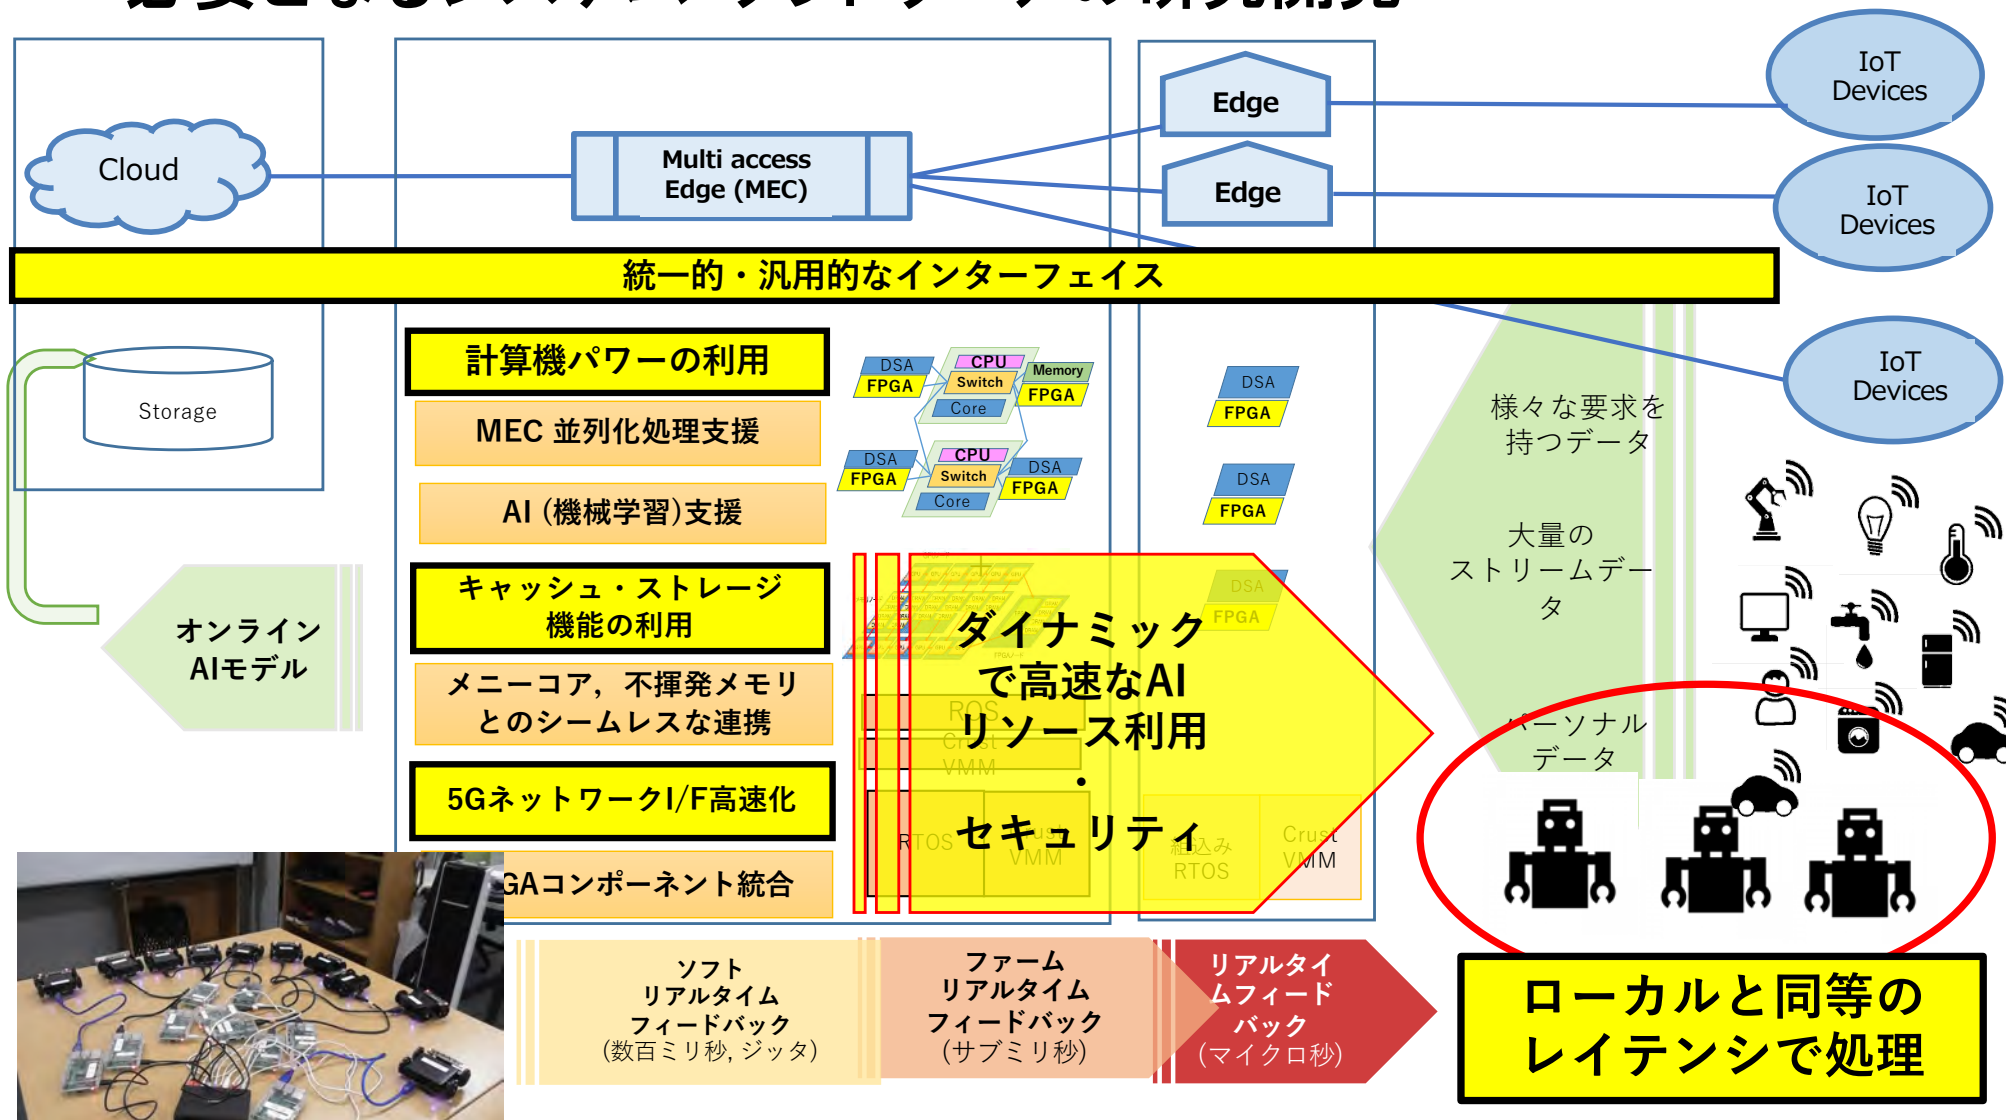 Cloud
Multi access
Edge (MEC)
Edge
Edge
IoT
Devices
IoT
Devices
IoT
Devices
統一的・汎用的なインターフェイス
Storage
オンライン
AIモデル
計算機パワーの利用
MEC 並列化処理支援
AI (機械学習)支援
キャッシュ・ストレージ
機能の利用
メニーコア，不揮発メモリ
とのシームレスな連携
5GネットワークI/F高速化
GAコンポーネント統合
DSA
FPGA
CPU
Switch
Core
Memory
FPGA
DSA
FPGA
CPU
Switch
Core
DSA
FPGA
DSA
FPGA
DSA
FPGA
DSA
FPGA
ダイナミック
で高速なAI
リソース利用
・
セキュリティ
ROS
Crust
VMM
RTOS
Crust
VMM
組込み
RTOS
Crust
VMM
様々な要求を
持つデータ
大量の
ストリームデー
タ
パーソナル
データ
ソフト
リアルタイム
フィードバック
(数百ミリ秒, ジッタ)
ファーム
リアルタイム
フィードバック
(サブミリ秒)
リアルタイ
ムフィード
バック
(マイクロ秒)
ローカルと同等の
レイテンシで処理